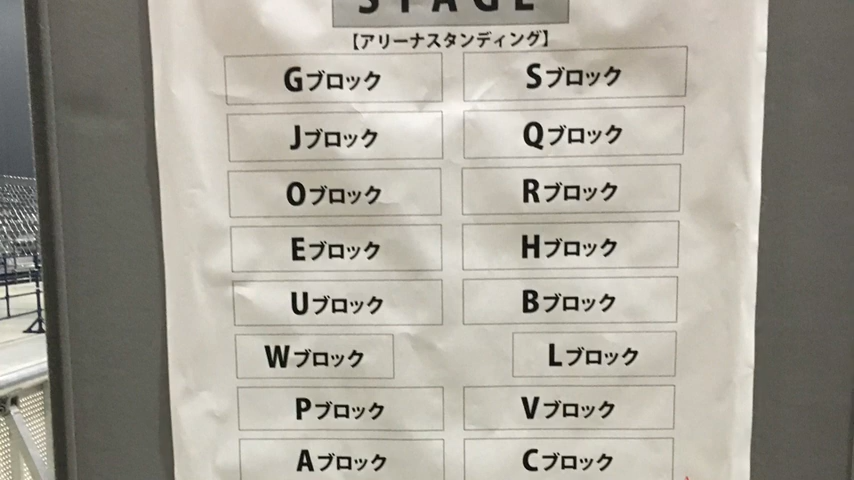 STAGE
【アリーナスタンディング】
Gブロック Sブロック
Jブロック Qブロック
Oブロック Rブロック
Eブロック Hブロック
Uブロック Bブロック
Wブロック Lブロック
Pブロック Vブロック
Aブロック Cブロック